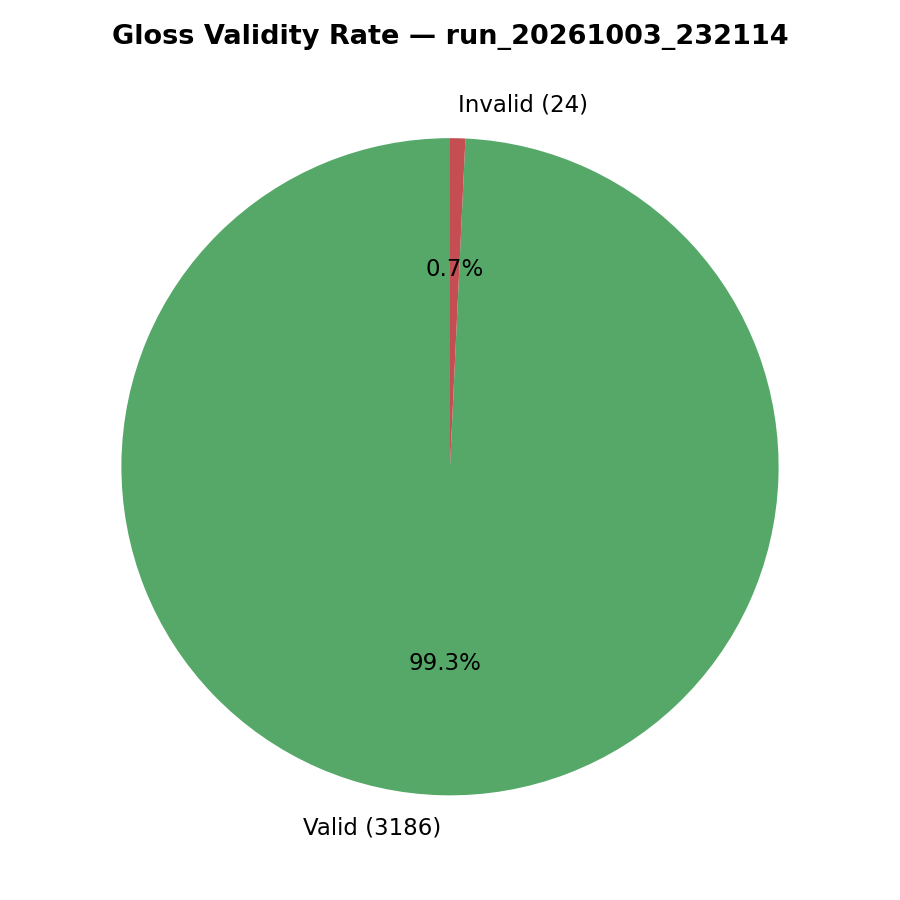 Gloss Validity Rate — run_20261003_232114
Invalid (24)
0.7%
99.3%
Valid (3186)